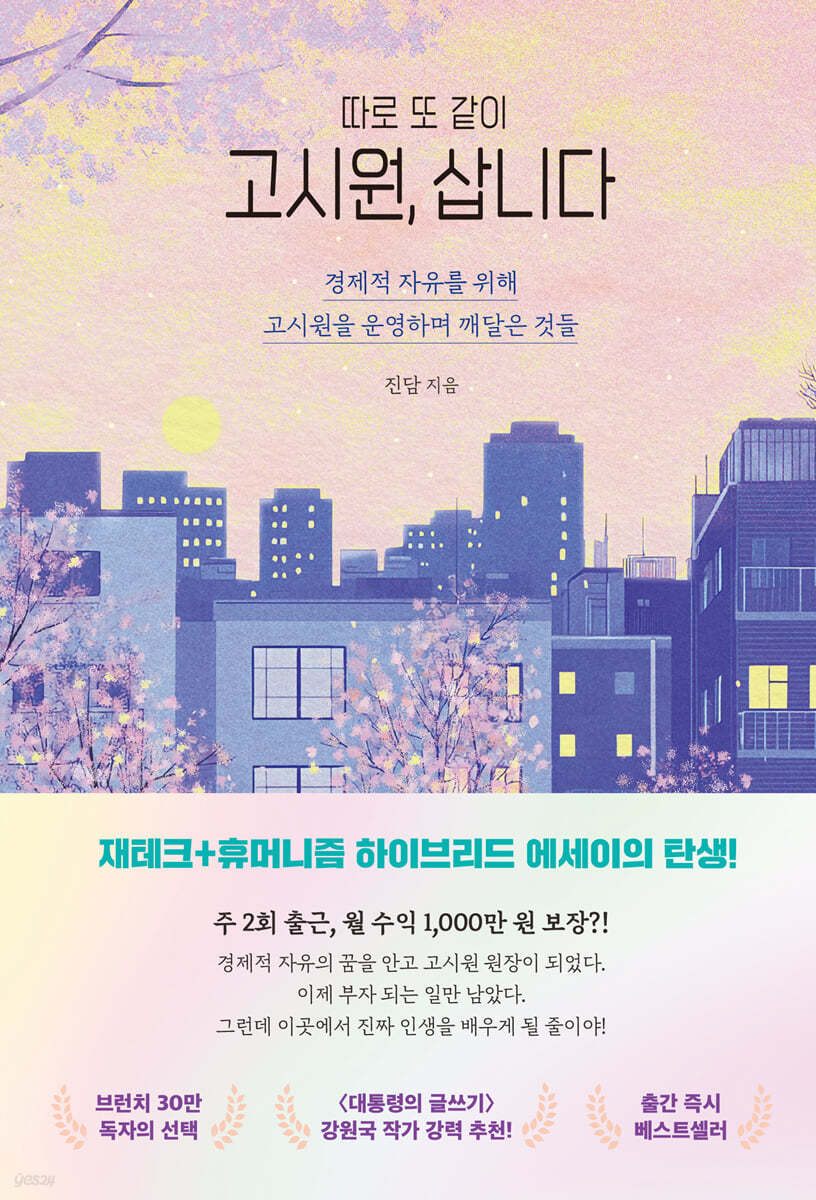 따로 또 같이
고시원, 삽니다
경제적 자유를 위해
고시원을 운영하며 깨달은 것들
진담 지음
재테크+휴머니즘 하이브리드 에세이의 탄생!
주 2회 출근, 월 수익 1,000만 원 보장?!
경제적 자유의 꿈을 안고 고시원 원장이 되었다.
이제 부자 되는 일만 남았다.
그런데 이곳에서 진짜 인생을 배우게 될 줄이야!
브런치 30만
독자의 선택
〈대통령의 글쓰기〉
강원국 작가 강력 추천!
출간 즉시
베스트셀러
yes24